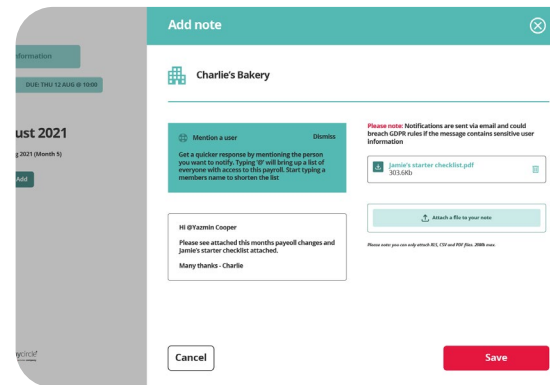 Add note
DUE: THU 12 AUG @ 10:00
ust 2021
g 2021 (Month 5)
Add
Charlie's Bakery
Mention a user
Dismiss
Get a quicker response by mentioning the person
you want to notify. Typing '@' will bring up a list of
everyone with access to this payroll. Start typing a
members name to shorten the list
Hi @Yazmin Cooper
Please see attached this months payeoll changes and
Jamie's starter checklist attached.
Many thanks - Charlie
Please note: Notifications are sent via email and could
breach GDPR rules if the message contains sensitive user
information
Jamie's starter checklist.pdf
303.6Kb
Attach a file to your note
Cancel
Save